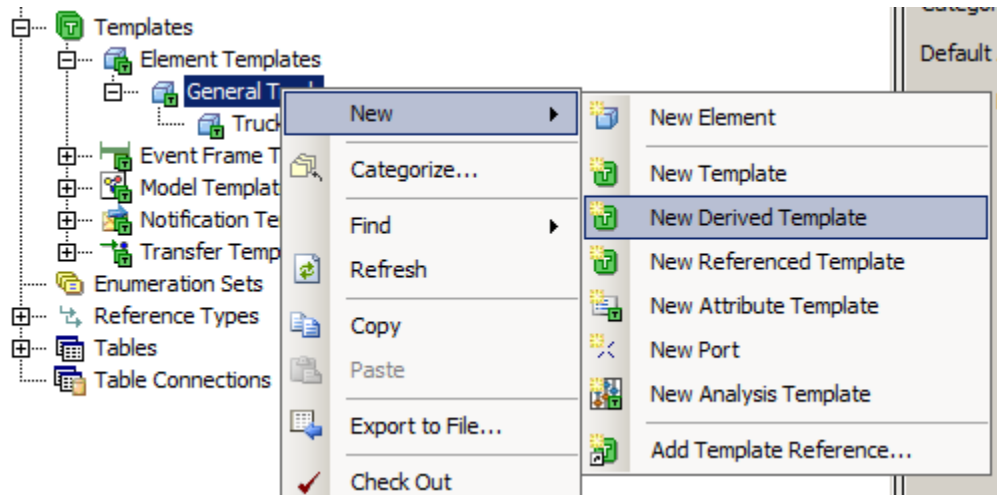 Templates
Element Templates
General T
Truck
Event Frame T
Model Templat
Notification Te
Transfer Temp
Enumeration Sets
Reference Types
Tables
Table Connections
New
Categorize...
Find
Refresh
Copy
Paste
Export to File...
Check Out
New Element
New Template
New Derived Template
New Referenced Template
New Attribute Template
New Port
New Analysis Template
Add Template Reference...
Default